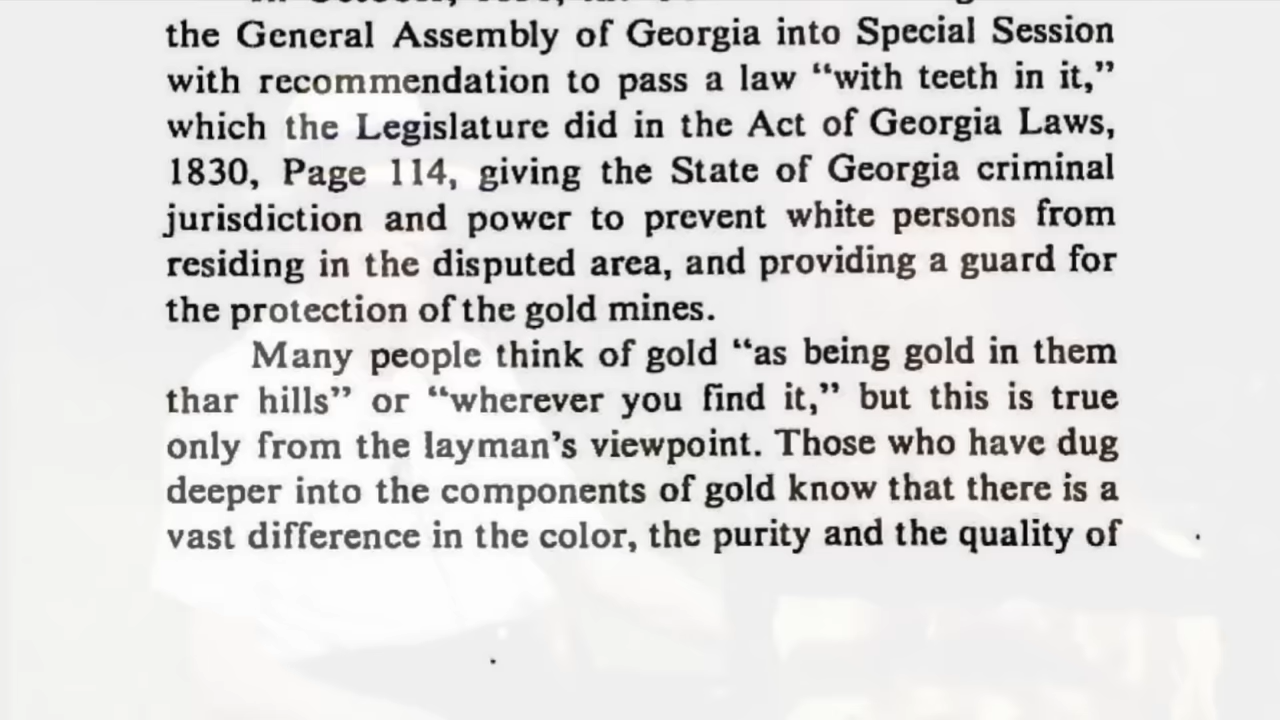 the General Assembly of Georgia into Special Session
with recommendation to pass a law “with teeth in it,”
which the Legislature did in the Act of Georgia Laws,
1830, Page 114, giving the State of Georgia criminal
jurisdiction and power to prevent white persons from
residing in the disputed area, and providing a guard for
the protection of the gold mines.
Many people think of gold “as being gold in them
thar hills” or “wherever you find it,” but this is true
only from the layman’s viewpoint. Those who have dug
deeper into the components of gold know that there is a
vast difference in the color, the purity and the quality of